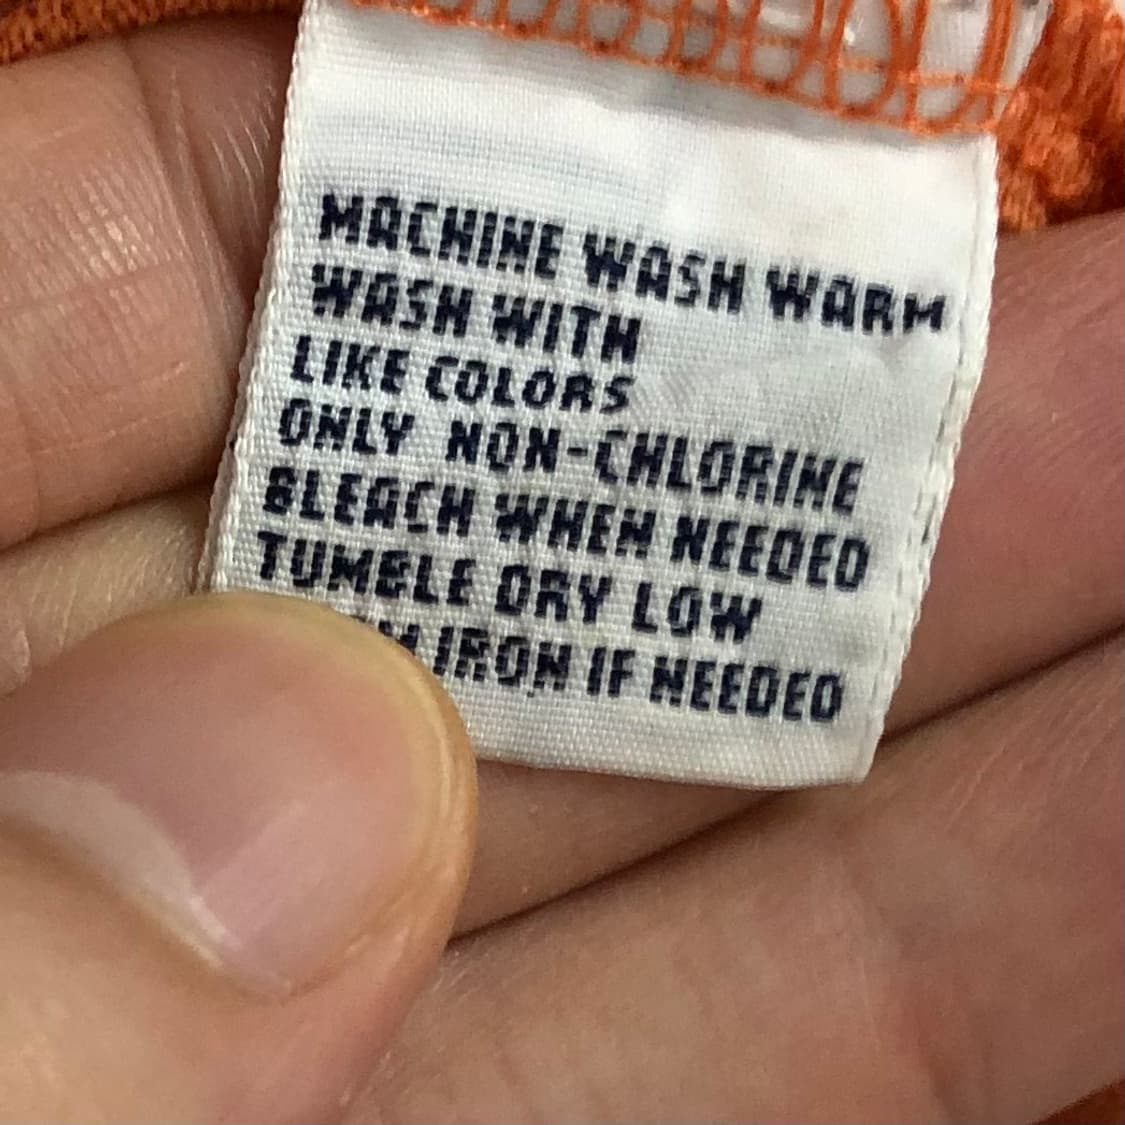 MACHINE WASH WARM
WASH WITH
LIKE COLORS
ONLY NON-CHLORINE
BLEACH WHEN NEEDED
TUMBLE DRY LOW
IRON IF NEEDED